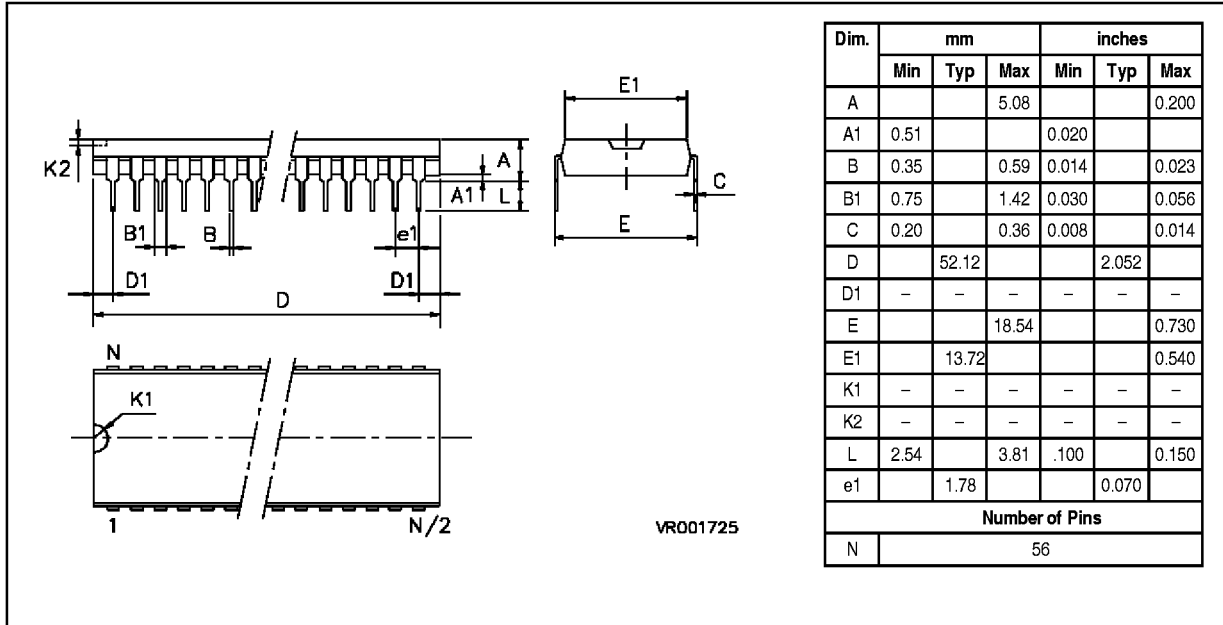 E1
K2
A
A1
L
C
B1
B
e1
E
D1
D1
D
N
K1
1
N/2
VR001725
Dim. mm inches
Min Typ Max Min Typ Max
A 5.08 0.200
A1 0.51 0.020
B 0.35 0.59 0.014 0.023
B1 0.75 1.42 0.030 0.056
C 0.20 0.36 0.008 0.014
D 52.12 2.052
D1 – – – – – –
E 18.54 0.730
E1 13.72 0.540
K1 – – – – – –
K2 – – – – – –
L 2.54 3.81 .100 0.150
e1 1.78 0.070
Number of Pins
N 56